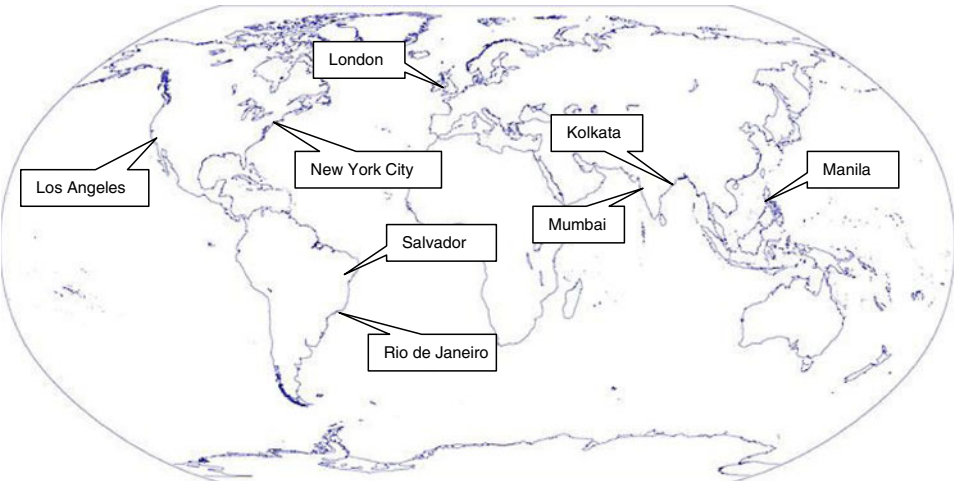 London
Kolkata
New York City
Manila
Los Angeles
Mumbai
Salvador
Rio de Janeiro